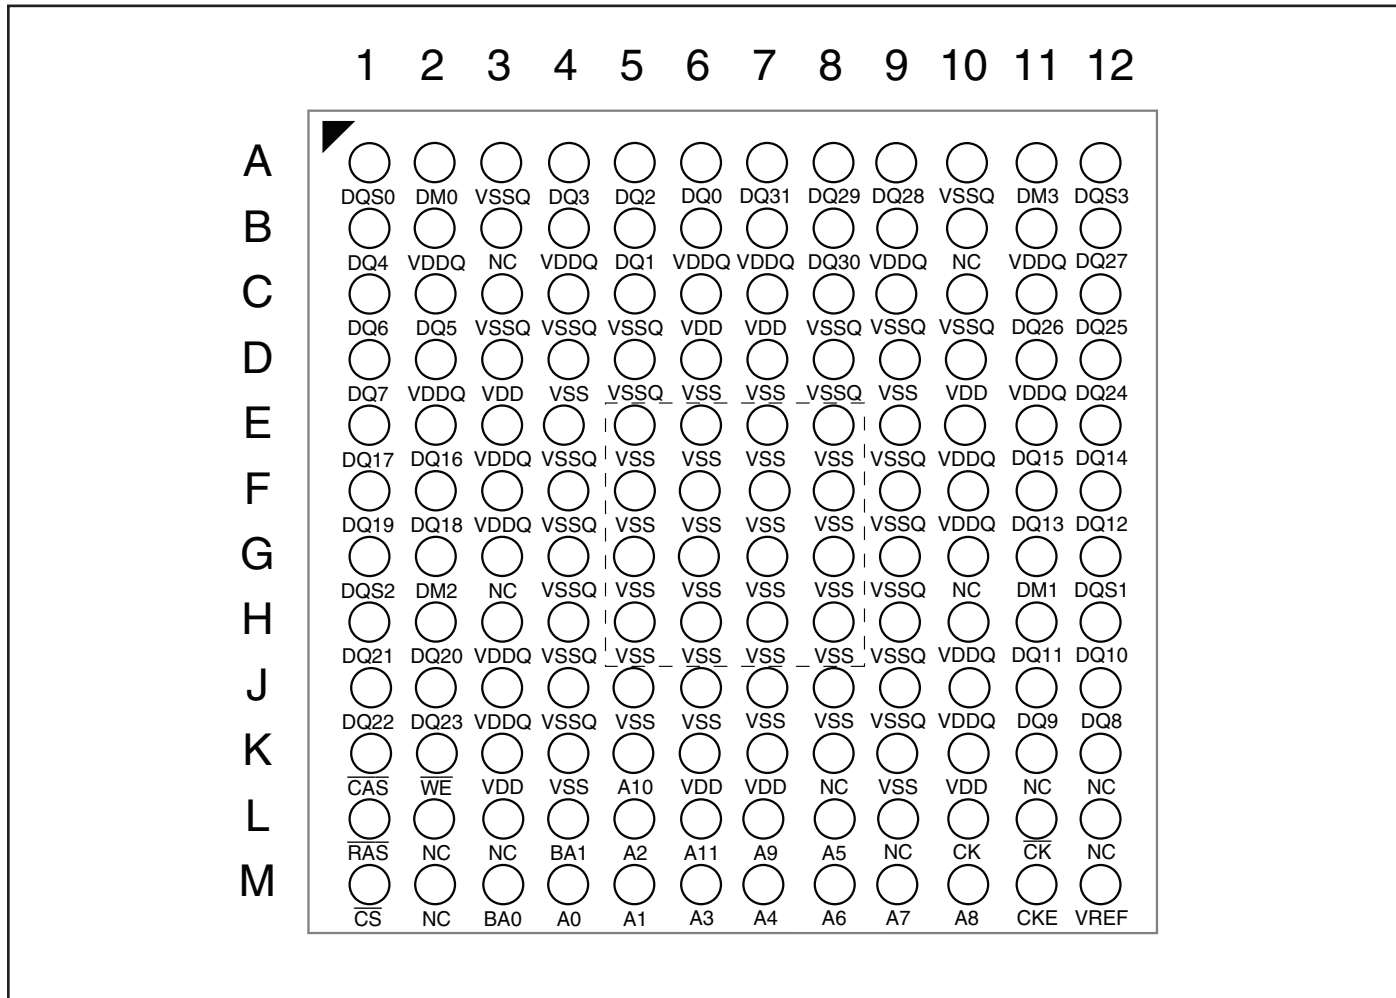 1 2 3 4 5 6 7 8 9 10 11 12
A
DQS0 DM0 VSSQ DQ3 DQ2 DQ0 DQ31 DQ29 DQ28 VSSQ DM3 DQS3
B
DQ4 VDDQ NC VDDQ DQ1 VDDQ VDDQ DQ30 VDDQ NC VDDQ DQ27
C
DQ6 DQ5 VSSQ VSSQ VSSQ VDD VDD VSSQ VSSQ VSSQ DQ26 DQ25
D
DQ7 VDDQ VDD VSS VSSQ VSS VSS VSSQ VSS VDD VDDQ DQ24
E
DQ17 DQ16 VDDQ VSSQ VSS VSS VSS VSS VSSQ VDDQ DQ15 DQ14
F
DQ19 DQ18 VDDQ VSSQ VSS VSS VSS VSS VSSQ VDDQ DQ13 DQ12
G
DQS2 DM2 NC VSSQ VSS VSS VSS VSS VSSQ NC DM1 DQS1
H
DQ21 DQ20 VDDQ VSSQ VSS VSS VSS VSS VSSQ VDDQ DQ11 DQ10
J
DQ22 DQ23 VDDQ VSSQ VSS VSS VSS VSS VSSQ VDDQ DQ9 DQ8
K
C̅A̅S̅ W̅E̅ VDD VSS A10 VDD VDD NC VSS VDD NC NC
L
R̅A̅S̅ NC NC BA1 A2 A11 A9 A5 NC CK C̅K̅ NC
M
C̅S̅ NC BA0 A0 A1 A3 A4 A6 A7 A8 CKE VREF